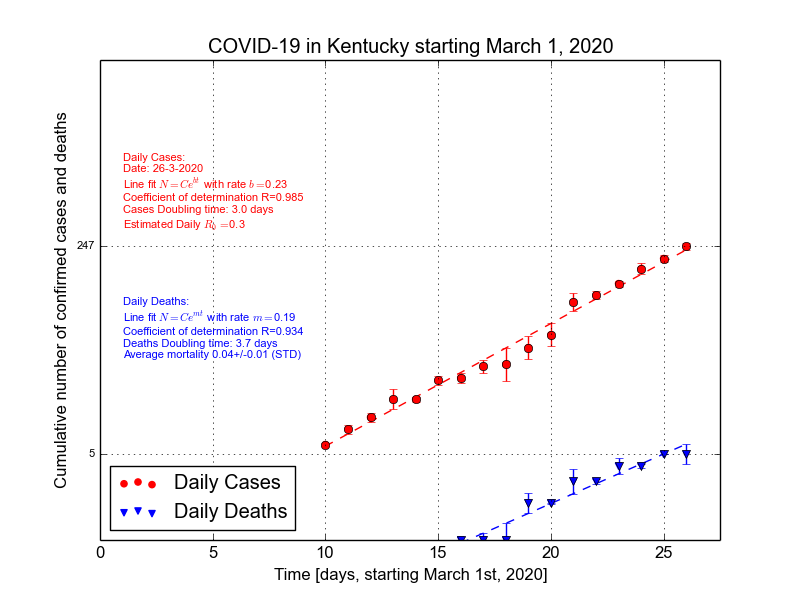 COVID-19 in Kentucky starting March 1, 2020
Cumulative number of confirmed cases and deaths
Daily Cases:
Date: 26-3-2020
Line fit N=Ce^{bt} with rate b=0.23
Coefficient of determination R=0.985
Cases Doubling time: 3.0 days
Estimated Daily R_0=0.3
247
Daily Deaths:
Line fit N=Ce^{mt} with rate m=0.19
Coefficient of determination R=0.934
Deaths Doubling time: 3.7 days
Average mortality 0.04+/-0.01 (STD)
5
Daily Cases
Daily Deaths
0 5 10 15 20 25
Time [days, starting March 1st, 2020]